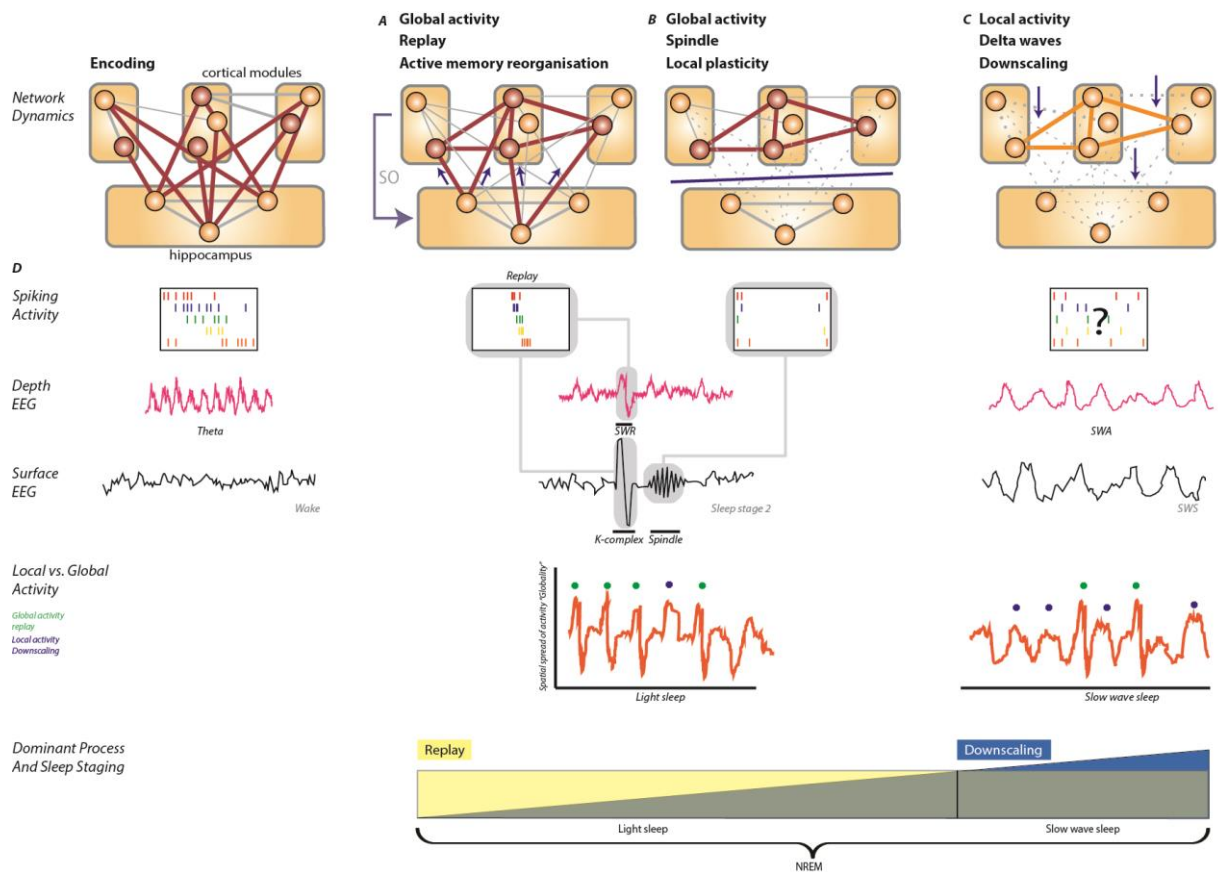 A Global activity
Replay
Active memory reorganisation
B Global activity
Spindle
Local plasticity
C Local activity
Delta waves
Downscaling
Encoding
cortical modules
Network
Dynamics
SO
hippocampus
D
Spiking
Activity
Replay
?
Depth
EEG
Theta
SWR
SWA
Surface
EEG
Wake
Sleep stage 2
SWS
K-complex
Spindle
Local vs. Global
Activity
Global activity
replay
Local activity
Downscaling
Spatial spread of activity "Globality"
Light sleep
Slow wave sleep
Dominant Process
And Sleep Staging
Replay
Downscaling
Light sleep
Slow wave sleep
NREM